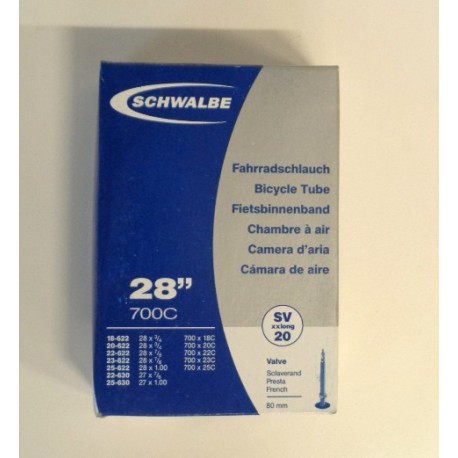 SCHWALBE
Fahrradschlauch
Bicycle Tube
Fietsbinnenband
Chambre à air
Camera d'aria
Cámara de aire
28"
700C
SV
xxlong
20
18-622 28 x 3/4 700 x 18C
20-622 28 x 3/4 700 x 20C
22-622 28 x 7/8 700 x 22C
23-622 28 x 7/8 700 x 23C
25-622 28 x 1.00 700 x 25C
22-630 27 x 7/8
25-630 27 x 1.00
Valve
Sclaverand
Presta
French
80 mm